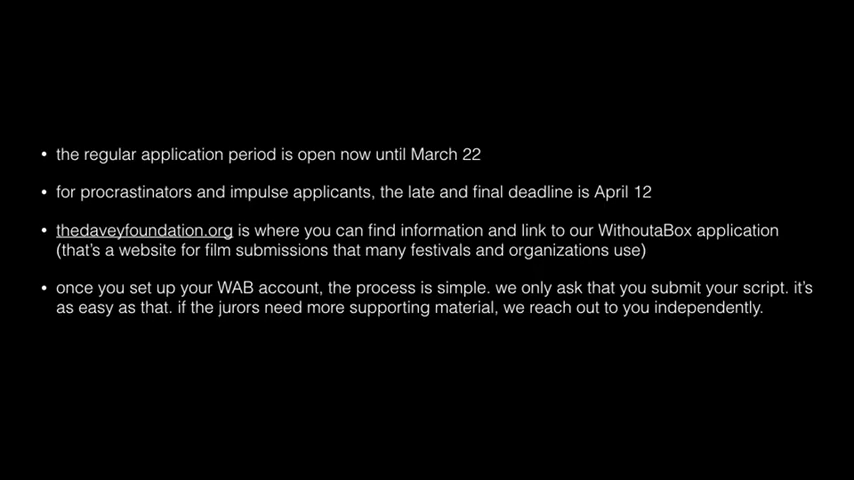 • the regular application period is open now until March 22
• for procrastinators and impulse applicants, the late and final deadline is April 12
• thedaveyfoundation.org is where you can find information and link to our WithoutaBox application
(that's a website for film submissions that many festivals and organizations use)
• once you set up your WAB account, the process is simple. we only ask that you submit your script. it's
as easy as that. if the jurors need more supporting material, we reach out to you independently.